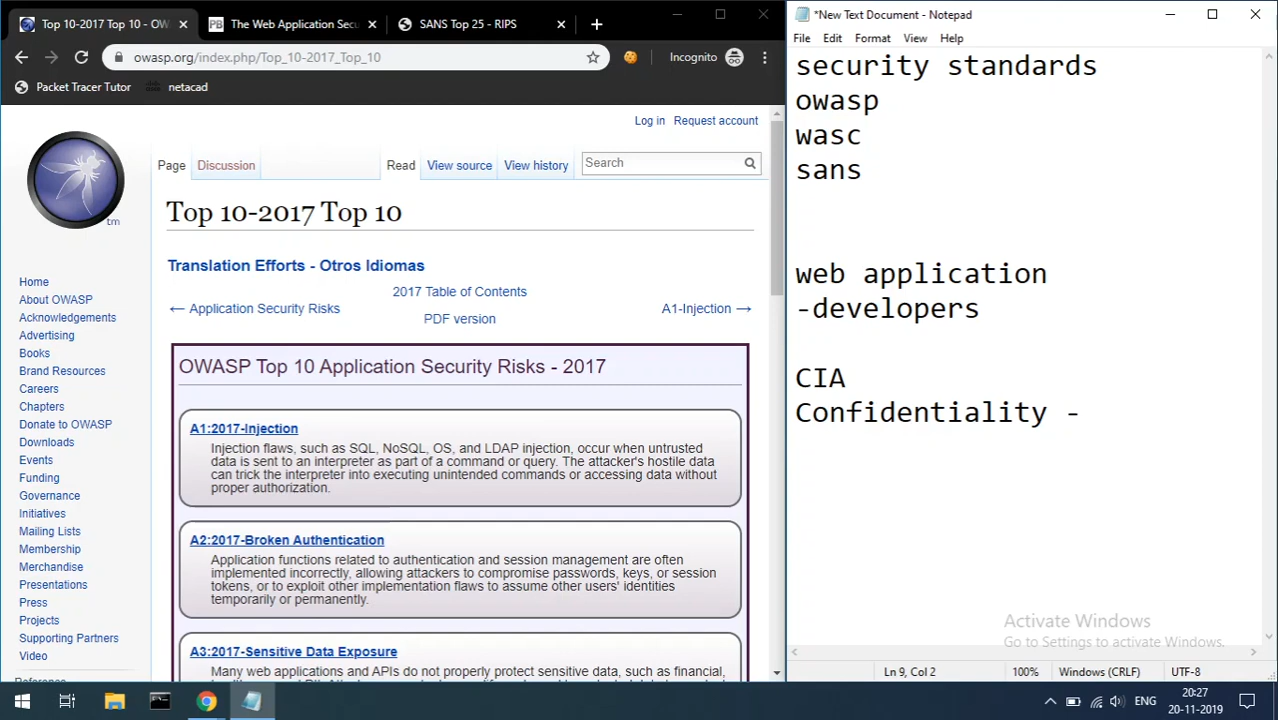 Top 10-2017 Top 10 - OW
The Web Application Secu
SANS Top 25 - RIPS
owasp.org/index.php/Top_10-2017_Top_10
Incognito
Packet Tracer Tutor
netacad
tm
Log in
Request account
Page
Discussion
Read
View source
View history
Search
Top 10-2017 Top 10
Translation Efforts - Otros Idiomas
← Application Security Risks
2017 Table of Contents
PDF version
A1-Injection →
OWASP Top 10 Application Security Risks - 2017
A1:2017-Injection
Injection flaws, such as SQL, NoSQL, OS, and LDAP injection, occur when untrusted
data is sent to an interpreter as part of a command or query. The attacker's hostile data
can trick the interpreter into executing unintended commands or accessing data without
proper authorization.
A2:2017-Broken Authentication
Application functions related to authentication and session management are often
implemented incorrectly, allowing attackers to compromise passwords, keys, or session
tokens, or to exploit other implementation flaws to assume other users' identities
temporarily or permanently.
A3:2017-Sensitive Data Exposure
Many web applications and APIs do not properly protect sensitive data, such as financial,
Home
About OWASP
Acknowledgements
Advertising
Books
Brand Resources
Careers
Chapters
Donate to OWASP
Downloads
Events
Funding
Governance
Initiatives
Mailing Lists
Membership
Merchandise
Presentations
Press
Projects
Supporting Partners
Video
Reference
*New Text Document - Notepad
File Edit Format View Help
security standards
owasp
wasc
sans
web application
-developers
CIA
Confidentiality -
Activate Windows
Go to Settings to activate Windows.
Ln 9, Col 2
100%
Windows (CRLF)
UTF-8
ENG
20:27
20-11-2019